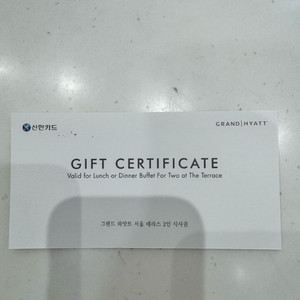 신한카드
GRAND | HYATT
GIFT CERTIFICATE
Valid for Lunch or Dinner Buffet For Two at The Terrace
그랜드 하얏트 서울 테라스 2인 식사권